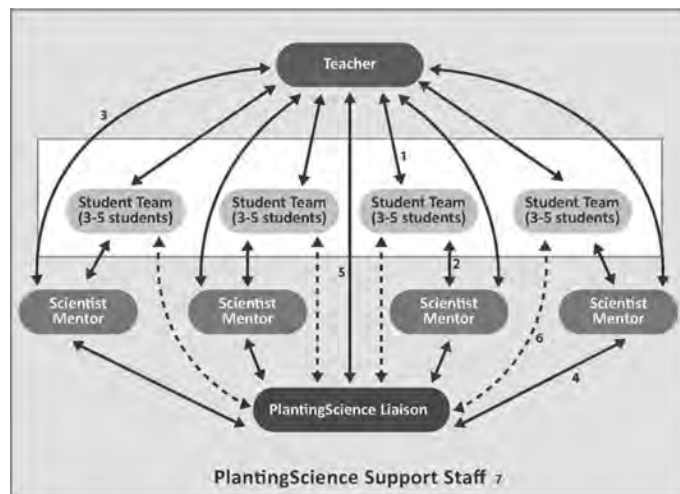 Teacher
3
1
Student Team
(3-5 students)
Student Team
(3-5 students)
Student Team
(3-5 students)
Student Team
(3-5 students)
5
2
Scientist
Mentor
Scientist
Mentor
Scientist
Mentor
Scientist
Mentor
6
4
PlantingScience Liaison
PlantingScience Support Staff 7